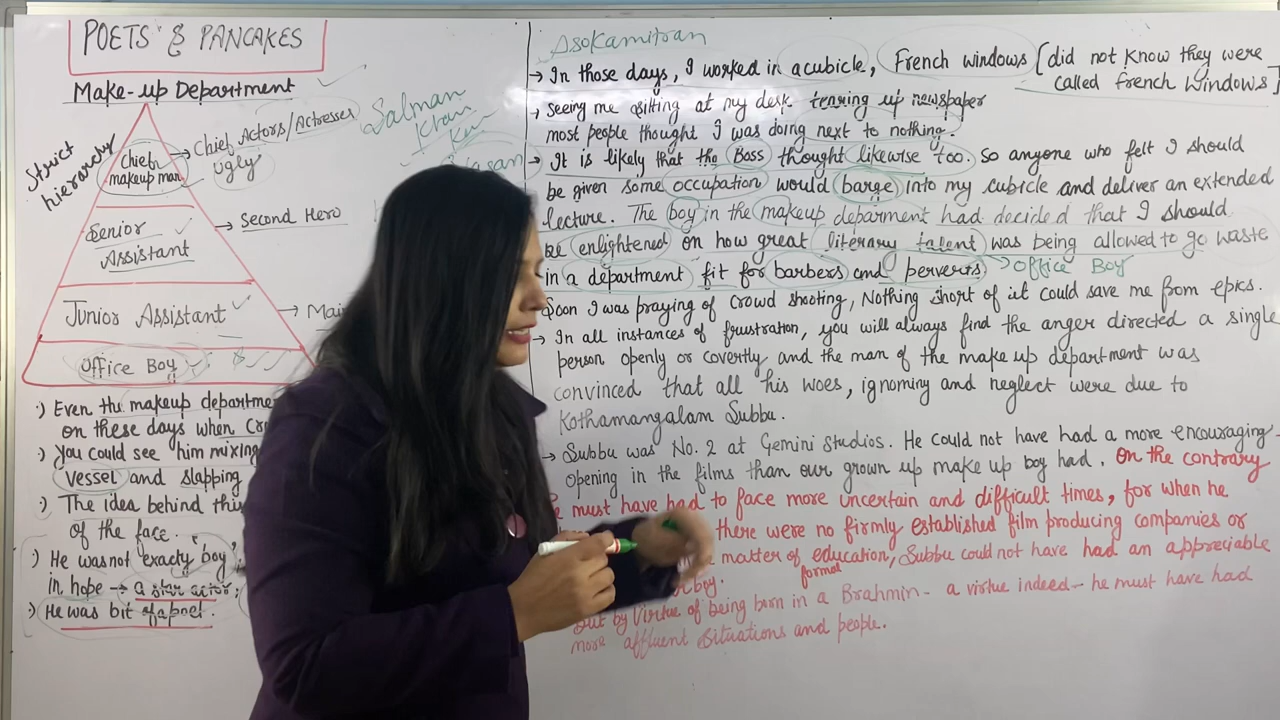 POETS & PANCAKES
Make-up Department
Strict
hierarchy
Chief
makeup man
Chief Actors/Actresses
ugly
Salman
Khan
Senior
Assistant
Second Hero
Junior Assistant
Office Boy
·) Even the makeup
on these days when
·) You could see him mixing
vessel and slapping
·) The idea behind this
of the face.
·) He was not exactly 'boy',
in hope → a star actor,
·) He was bit of a poet.
Asokamitran
→ In those days, I worked in a cubicle, French windows [did not know they were
called french windows]
→ seeing me sitting at my desk tearing up newspaper
most people thought I was doing next to nothing.
→ It is likely that the Boss thought likewise too. So anyone who felt I should
be given some occupation would barge into my cubicle and deliver an extended
lecture. The boy in the makeup deparment had decided that I should
be enlightened on how great literary talent was being allowed to go waste
in a department fit for barbers and perverts → office Boy
Soon I was praying of crowd shooting, Nothing short of it could save me from epics.
→ In all instances of frustration, you will always find the anger directed a single
person openly or covertly and the man of the make up department was
convinced that all his woes, ignominy and neglect were due to
Kothamangalam Subbu.
→ Subbu was No. 2 at Gemini Studios. He could not have had a more encouraging
opening in the films than our grown up make up boy had. On the contrary
must have had to face more uncertain and difficult times, for when he
there were no firmly established film producing companies or
matter of education, Subbu could not have had an appreciable
formal
boy.
But by virtue of being born in a Brahmin - a virtue indeed - he must have had
more affluent situations and people.